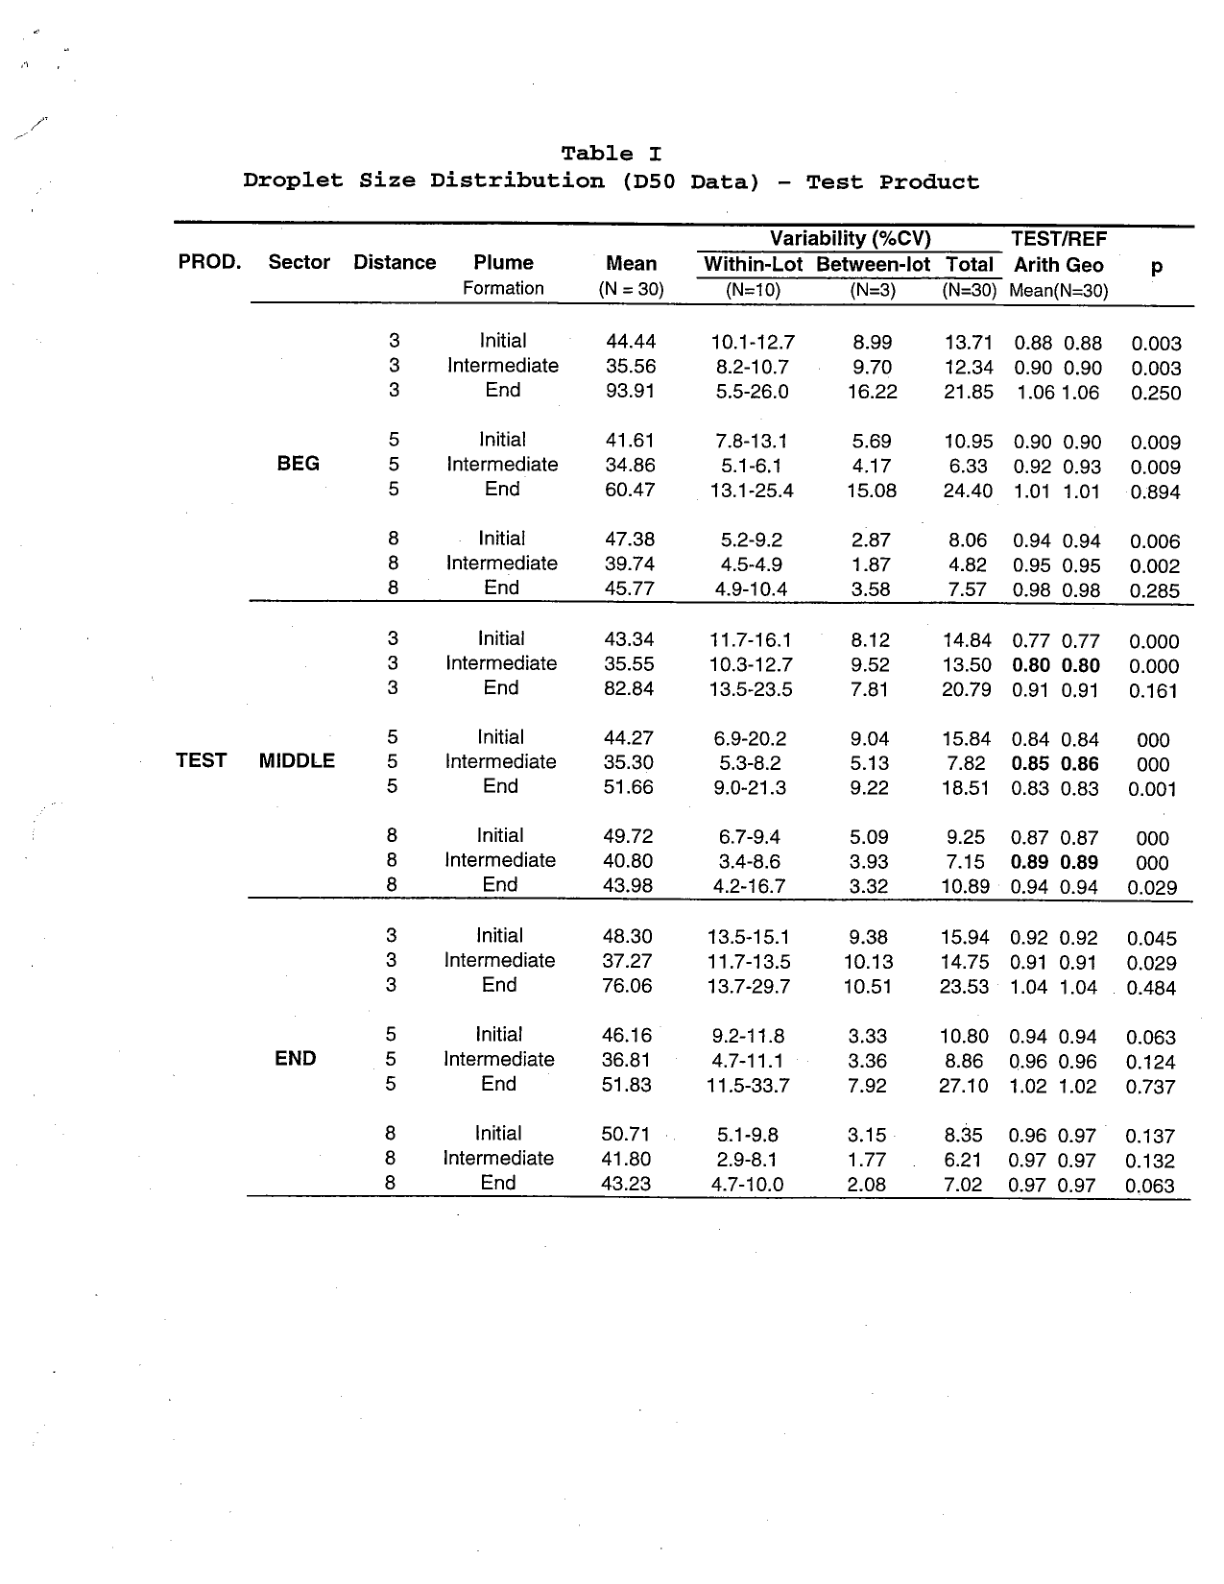 Table I
Droplet Size Distribution (D50 Data) - Test Product
Variability (%CV) TEST/REF
PROD. Sector Distance Plume Mean Within-Lot Between-lot Total Arith Geo p
Formation (N = 30) (N=10) (N=3) (N=30) Mean(N=30)
3 Initial 44.44 10.1-12.7 8.99 13.71 0.88 0.88 0.003
3 Intermediate 35.56 8.2-10.7 9.70 12.34 0.90 0.90 0.003
3 End 93.91 5.5-26.0 16.22 21.85 1.06 1.06 0.250
5 Initial 41.61 7.8-13.1 5.69 10.95 0.90 0.90 0.009
BEG 5 Intermediate 34.86 5.1-6.1 4.17 6.33 0.92 0.93 0.009
5 End 60.47 13.1-25.4 15.08 24.40 1.01 1.01 0.894
8 Initial 47.38 5.2-9.2 2.87 8.06 0.94 0.94 0.006
8 Intermediate 39.74 4.5-4.9 1.87 4.82 0.95 0.95 0.002
8 End 45.77 4.9-10.4 3.58 7.57 0.98 0.98 0.285
3 Initial 43.34 11.7-16.1 8.12 14.84 0.77 0.77 0.000
3 Intermediate 35.55 10.3-12.7 9.52 13.50 0.80 0.80 0.000
3 End 82.84 13.5-23.5 7.81 20.79 0.91 0.91 0.161
5 Initial 44.27 6.9-20.2 9.04 15.84 0.84 0.84 000
TEST MIDDLE 5 Intermediate 35.30 5.3-8.2 5.13 7.82 0.85 0.86 000
5 End 51.66 9.0-21.3 9.22 18.51 0.83 0.83 0.001
8 Initial 49.72 6.7-9.4 5.09 9.25 0.87 0.87 000
8 Intermediate 40.80 3.4-8.6 3.93 7.15 0.89 0.89 000
8 End 43.98 4.2-16.7 3.32 10.89 0.94 0.94 0.029
3 Initial 48.30 13.5-15.1 9.38 15.94 0.92 0.92 0.045
3 Intermediate 37.27 11.7-13.5 10.13 14.75 0.91 0.91 0.029
3 End 76.06 13.7-29.7 10.51 23.53 1.04 1.04 0.484
5 Initial 46.16 9.2-11.8 3.33 10.80 0.94 0.94 0.063
END 5 Intermediate 36.81 4.7-11.1 3.36 8.86 0.96 0.96 0.124
5 End 51.83 11.5-33.7 7.92 27.10 1.02 1.02 0.737
8 Initial 50.71 5.1-9.8 3.15 8.35 0.96 0.97 0.137
8 Intermediate 41.80 2.9-8.1 1.77 6.21 0.97 0.97 0.132
8 End 43.23 4.7-10.0 2.08 7.02 0.97 0.97 0.063